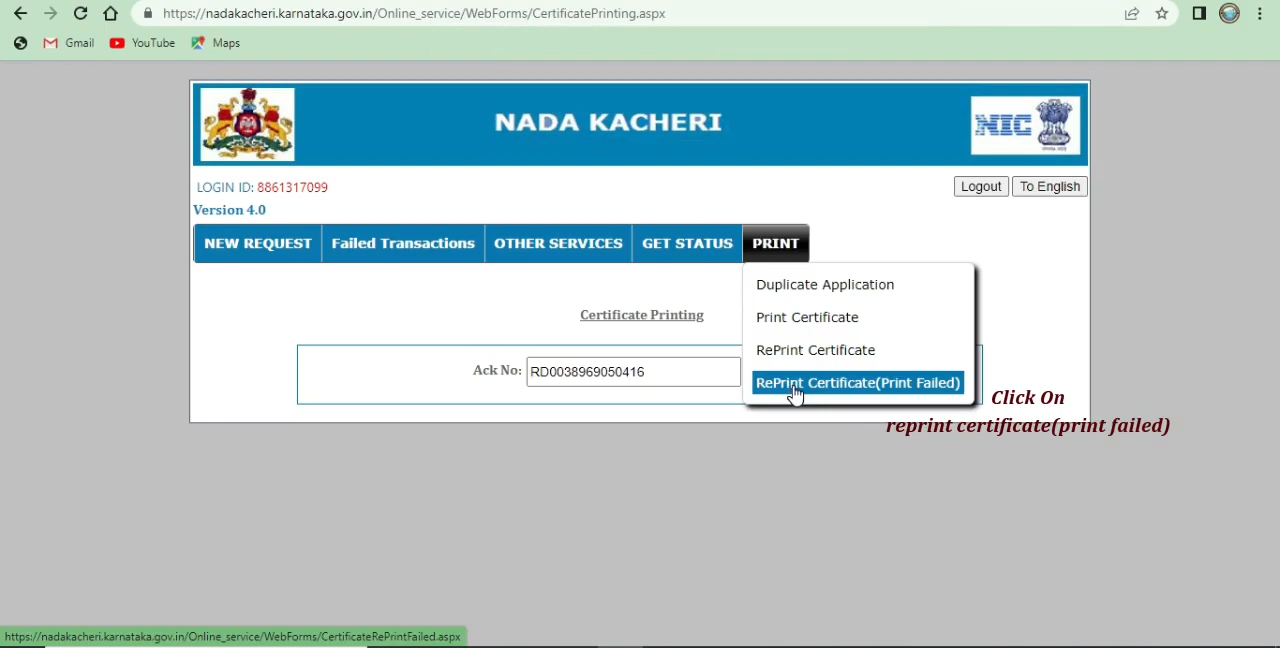 https://nadakacheri.karnataka.gov.in/Online_service/WebForms/CertificatePrinting.aspx
Gmail YouTube Maps
NADA KACHERI
NIC
LOGIN ID: 8861317099
Logout To English
Version 4.0
NEW REQUEST Failed Transactions OTHER SERVICES GET STATUS PRINT
Duplicate Application
Print Certificate
RePrint Certificate
RePrint Certificate(Print Failed)
Certificate Printing
Ack No: RD0038969050416
Click On
reprint certificate(print failed)
https://nadakacheri.karnataka.gov.in/Online_service/WebForms/CertificateRePrintFailed.aspx